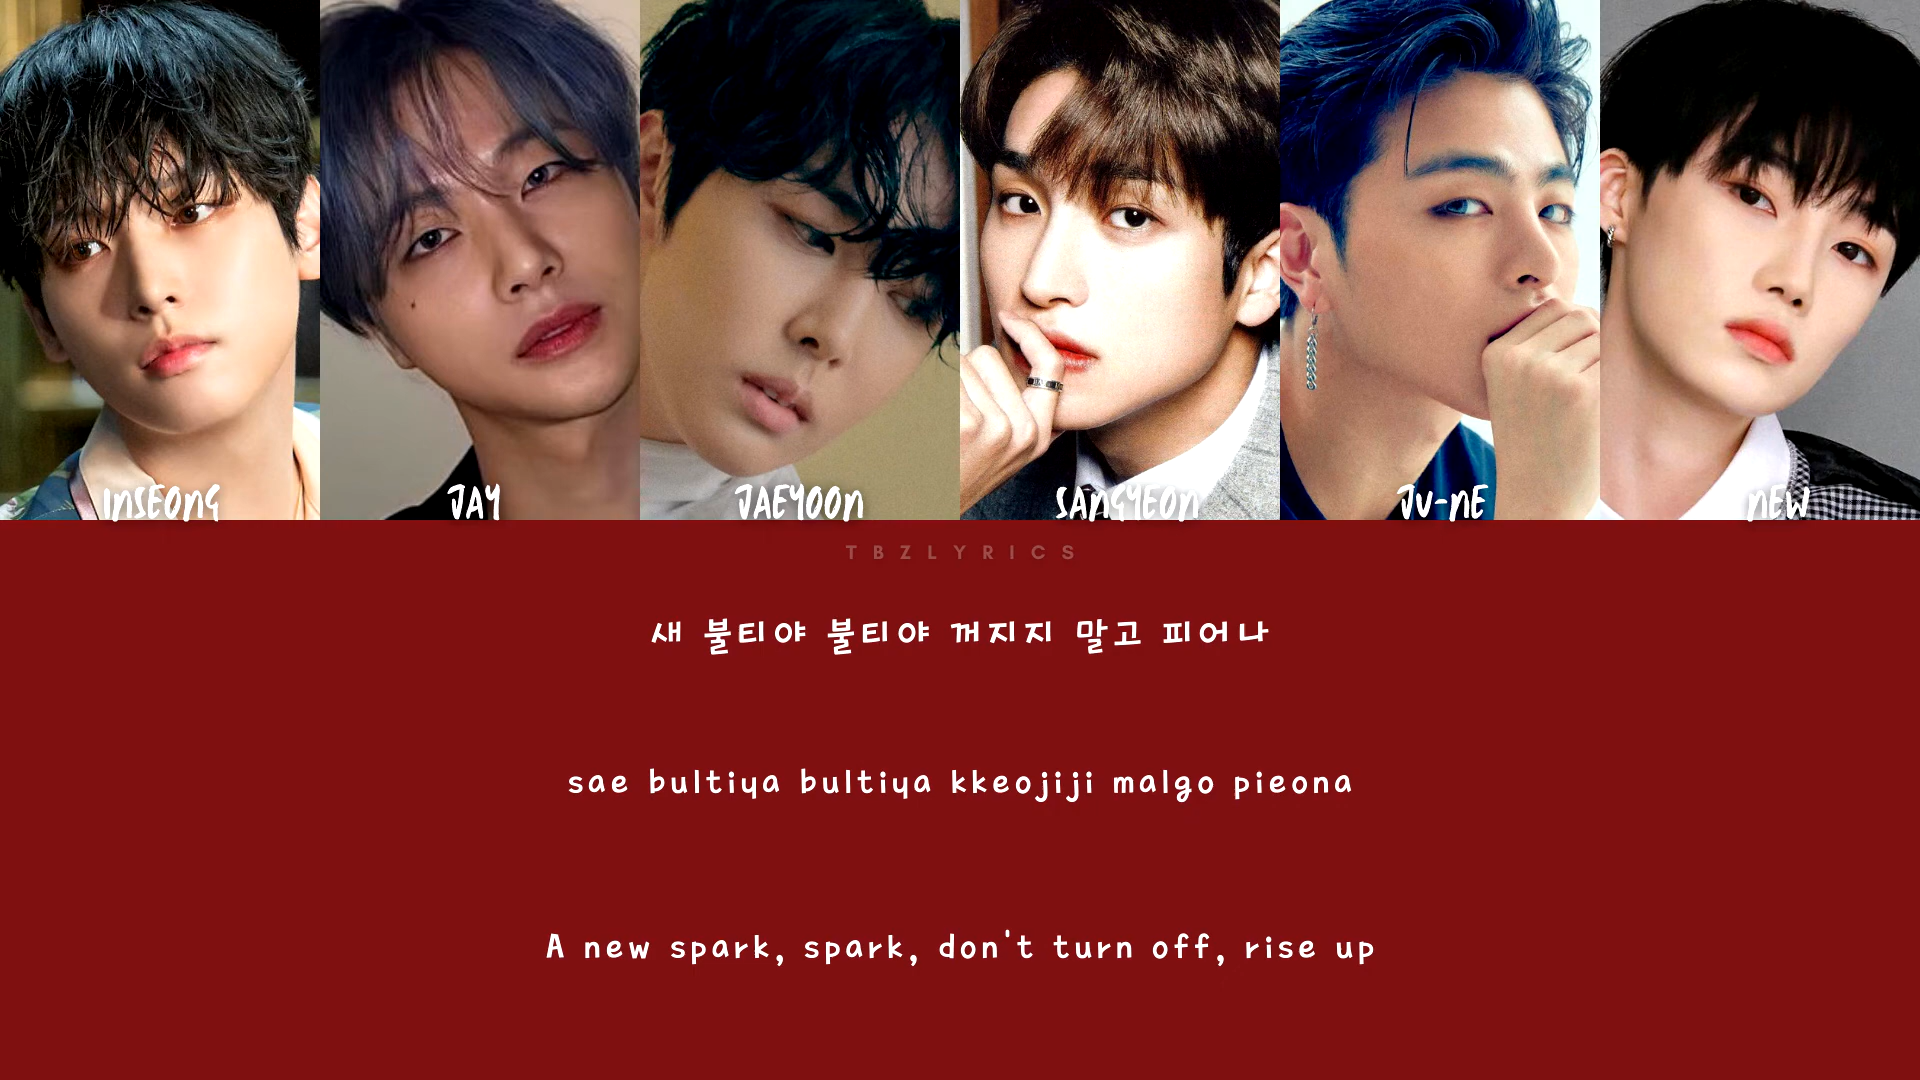 INSEONG JAY JAEYOON SANGYEON JU-NE NEW
TBZLYRICS
새 불티야 불티야 꺼지지 말고 피어나
sae bultiya bultiya kkeojiji malgo pieona
A new spark, spark, don't turn off, rise up